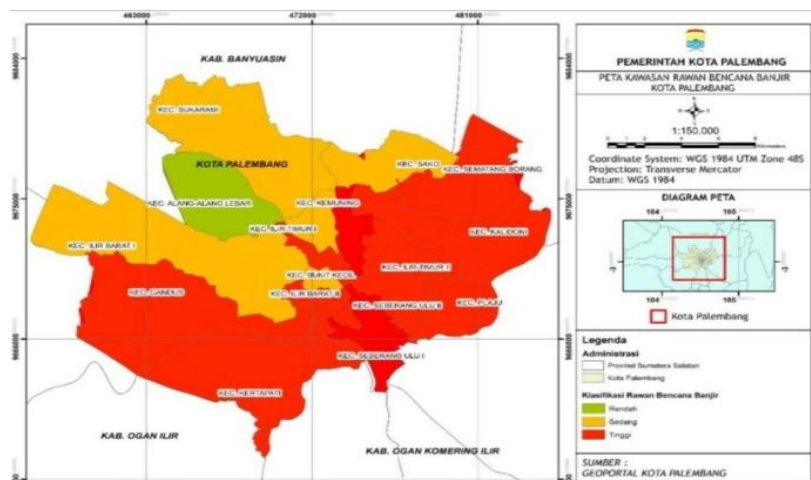 463000
472000
481000
9684000
9675000
9666000
KAB. BANYUASIN
KEC. SUKARAMI
KOTA PALEMBANG
KEC. SAKO
KEC. SEMATANG BORANG
KEC. ALANG-ALANG LEBAR
KEC. KEMUNING
KEC. ILIR TIMUR I
KEC. KALIDONI
KEC. ILIR BARAT I
KEC. BUKIT KECIL
KEC. GANDUS
KEC. ILIR BARAT II
KEC. SEBERANG ULU II
KEC. PLAJU
KEC. SEBERANG ULU I
KEC. KERTAPATI
KAB. OGAN ILIR
KAB. OGAN KOMERING ILIR
PEMERINTAH KOTA PALEMBANG
PETA KAWASAN RAWAN BENCANA BANJIR
KOTA PALEMBANG
1:150.000
Kilometers
Coordinate System: WGS 1984 UTM Zone 48S
Projection: Transverse Mercator
Datum: WGS 1984
DIAGRAM PETA
104
105
-3
-3
104
105
Kota Palembang
Legenda
Administrasi
Provinsi Sumatera Selatan
Kota Palembang
Klasifikasi Rawan Bencana Banjir
Rendah
Sedang
Tinggi
SUMBER :
GEOPORTAL KOTA PALEMBANG